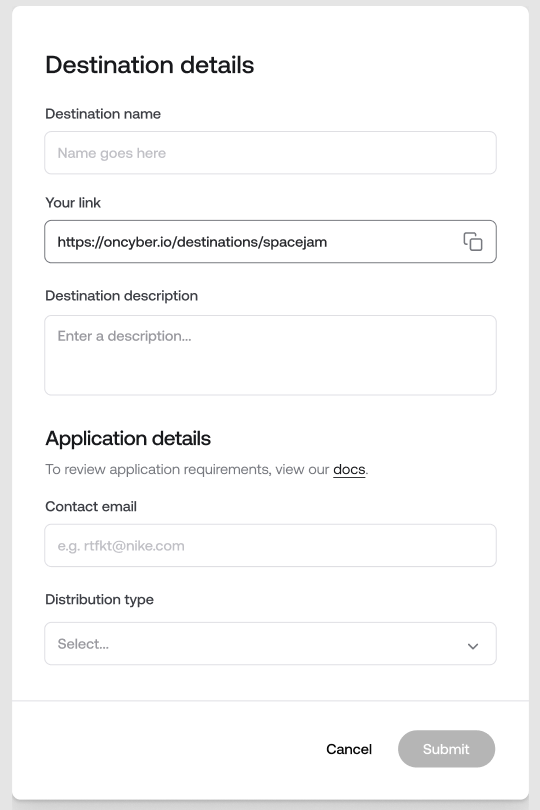 Destination details
Destination name
Name goes here
Your link
https://oncyber.io/destinations/spacejam
Destination description
Enter a description...
Application details
To review application requirements, view our docs.
Contact email
e.g. rtfkt@nike.com
Distribution type
Select...
Cancel
Submit